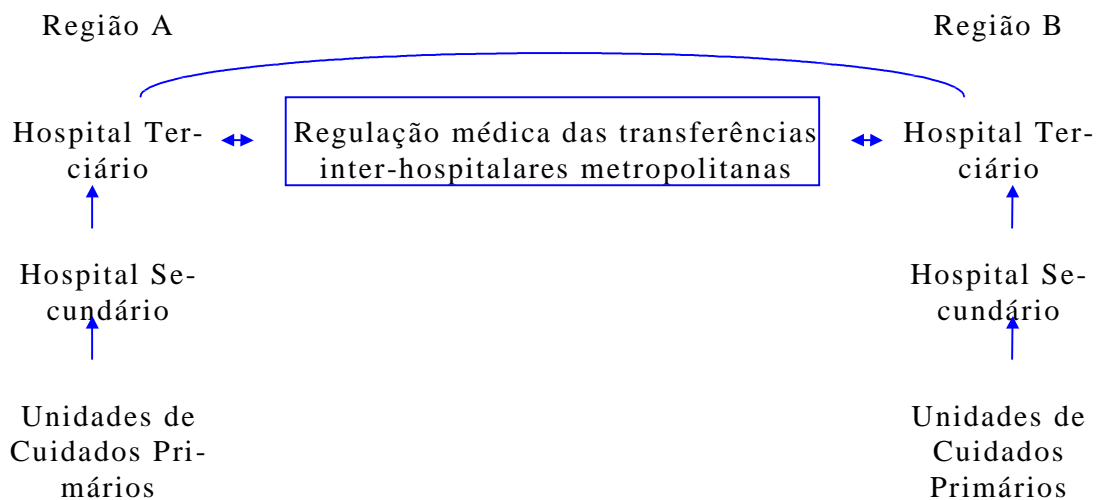 Região A
Região B
Hospital Ter-
ciário
Regulação médica das transferências
inter-hospitalares metropolitanas
Hospital Ter-
ciário
Hospital Se-
cundário
Hospital Se-
cundário
Unidades de
Cuidados Pri-
mários
Unidades de
Cuidados
Primários